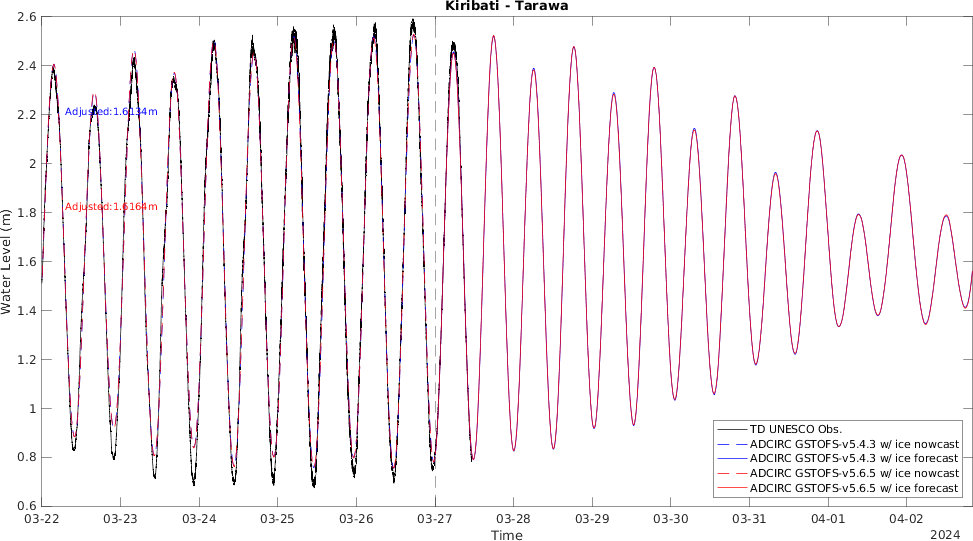 Kiribati - Tarawa
2.6
2.4
2.2
2
1.8
1.6
1.4
1.2
1
0.8
0.6
Water Level (m)
Adjusted:1.6134m
Adjusted:1.6164m
TD UNESCO Obs.
ADCIRC GSTOFS-v5.4.3 w/ ice nowcast
ADCIRC GSTOFS-v5.4.3 w/ ice forecast
ADCIRC GSTOFS-v5.6.5 w/ ice nowcast
ADCIRC GSTOFS-v5.6.5 w/ ice forecast
03-22 03-23 03-24 03-25 03-26 03-27 03-28 03-29 03-30 03-31 04-01 04-02
Time
2024